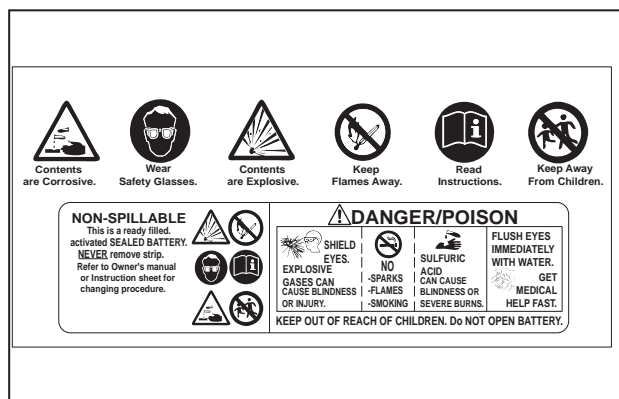 Contents
are Corrosive.
Wear
Safety Glasses.
Contents
are Explosive.
Keep
Flames Away.
Read
Instructions.
Keep Away
From Children.
NON-SPILLABLE
This is a ready filled.
activated SEALED BATTERY.
NEVER remove strip.
Refer to Owner's manual
or Instruction sheet for
changing procedure.
DANGER/POISON
SHIELD
EYES.
EXPLOSIVE
GASES CAN
CAUSE BLINDNESS
OR INJURY.
NO
-SPARKS
-FLAMES
-SMOKING
SULFURIC
ACID
CAN CAUSE
BLINDNESS OR
SEVERE BURNS.
FLUSH EYES
IMMEDIATELY
WITH WATER.
GET
MEDICAL
HELP FAST.
KEEP OUT OF REACH OF CHILDREN. Do NOT OPEN BATTERY.